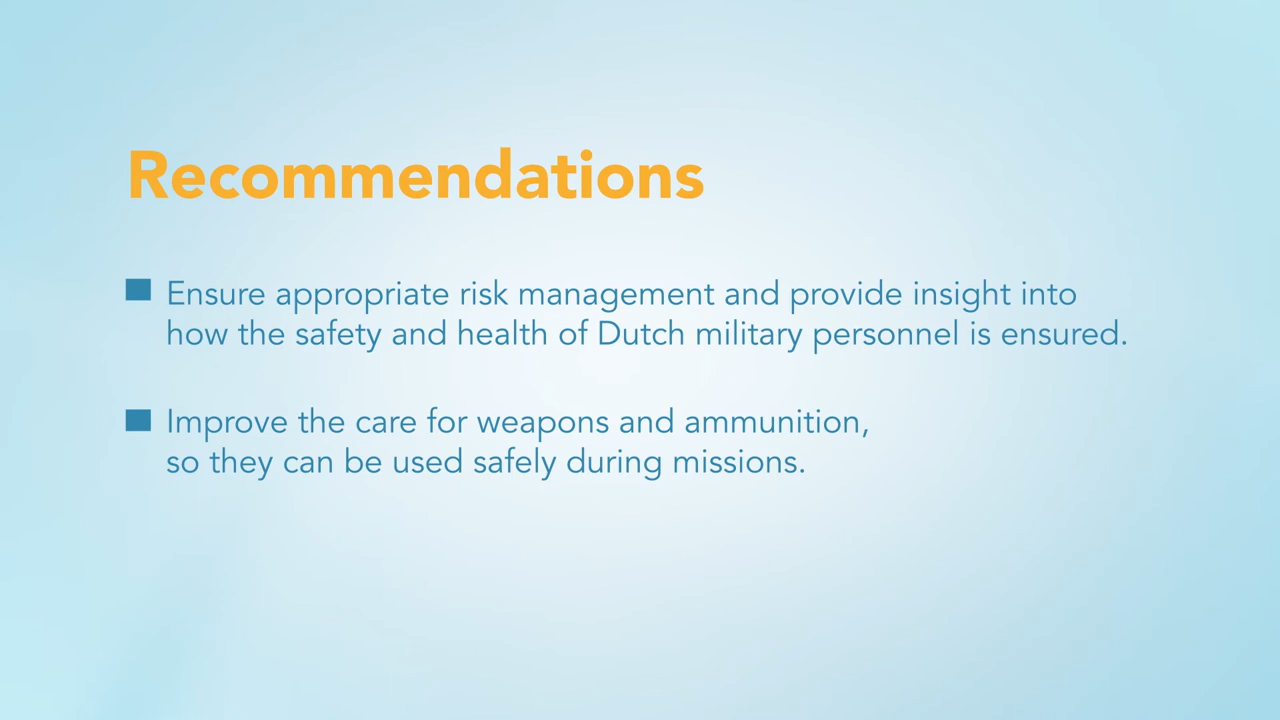 Recommendations
Ensure appropriate risk management and provide insight into
how the safety and health of Dutch military personnel is ensured.
Improve the care for weapons and ammunition,
so they can be used safely during missions.